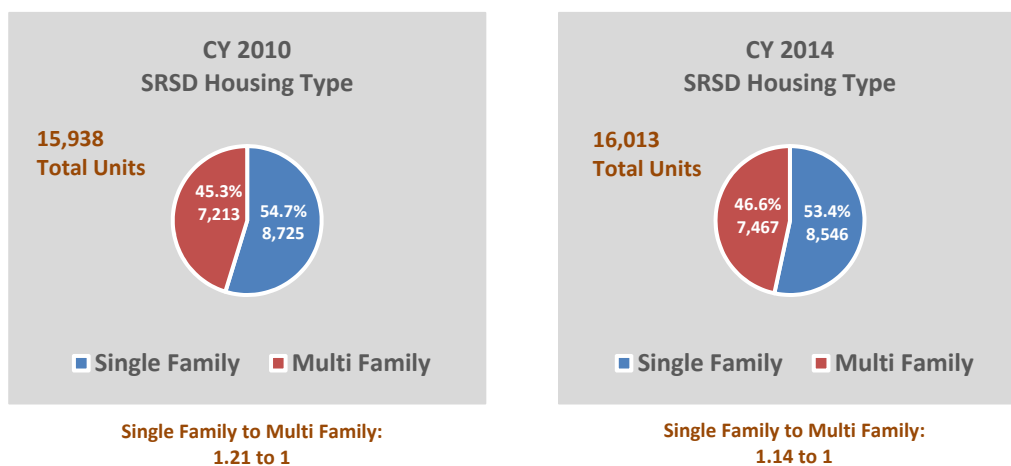 CY 2010
SRSD Housing Type
15,938
Total Units
45.3%
7,213
54.7%
8,725
Single Family
Multi Family
Single Family to Multi Family:
1.21 to 1
CY 2014
SRSD Housing Type
16,013
Total Units
46.6%
7,467
53.4%
8,546
Single Family
Multi Family
Single Family to Multi Family:
1.14 to 1